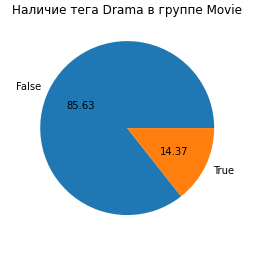 Наличие тега Drama в группе Movie
False
85.63
14.37
True